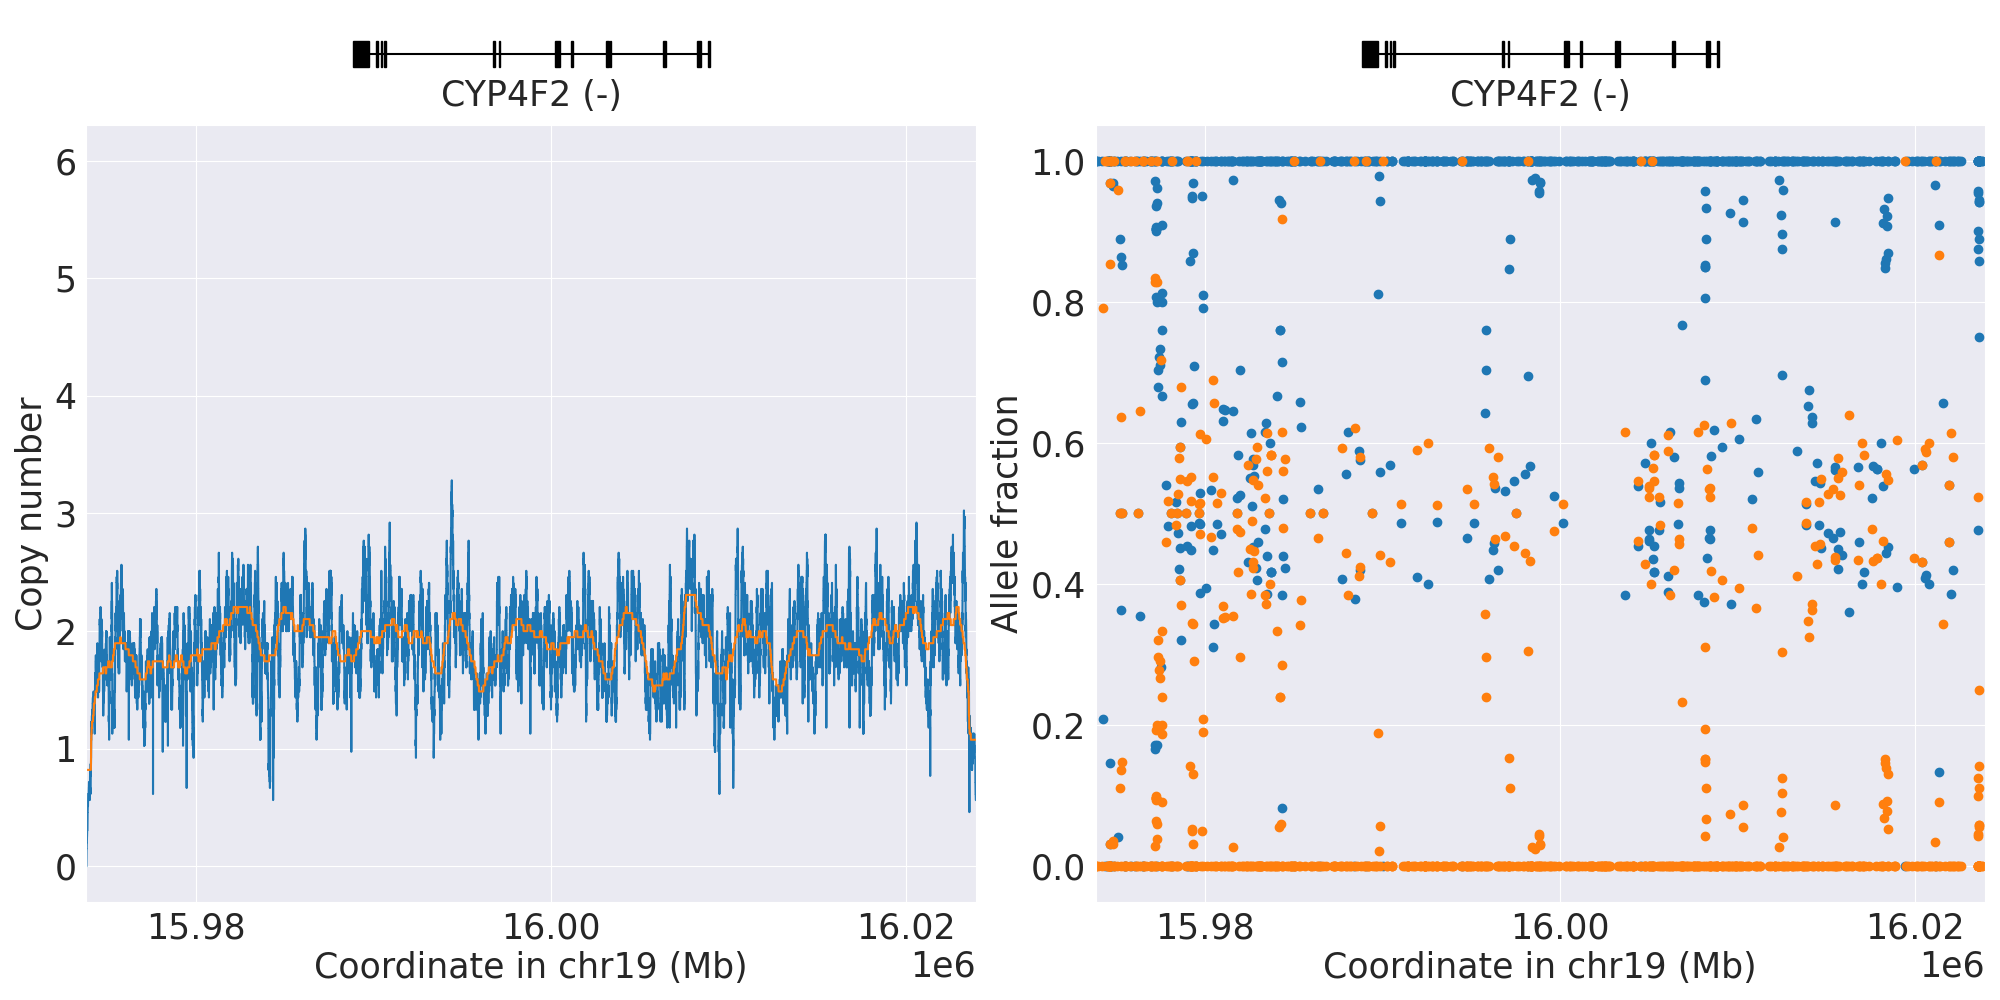 CYP4F2 (-)
6
5
4
3
2
1
0
Copy number
15.98
16.00
16.02
Coordinate in chr19 (Mb)
1e6
CYP4F2 (-)
1.0
0.8
0.6
0.4
0.2
0.0
Allele fraction
15.98
16.00
16.02
Coordinate in chr19 (Mb)
1e6